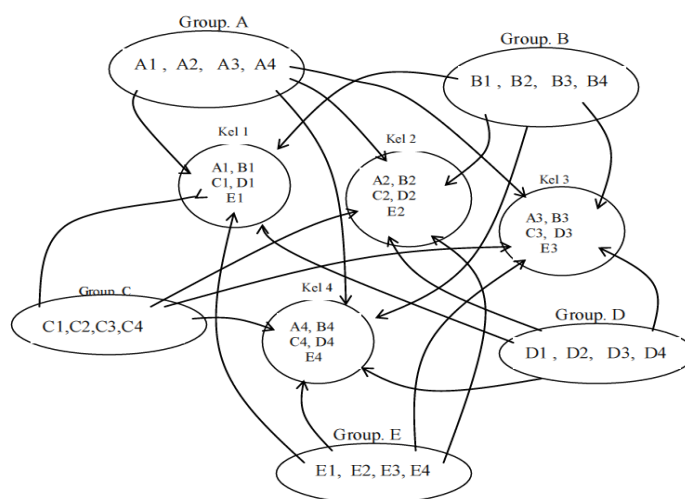 Group. A
A1 , A2, A3, A4
Group. B
B1 , B2, B3, B4
Kel 1
A1, B1
C1, D1
E1
Kel 2
A2, B2
C2, D2
E2
Kel 3
A3, B3
C3, D3
E3
Group. C
C1,C2,C3,C4
Kel 4
A4, B4
C4, D4
E4
Group. D
D1 , D2, D3, D4
Group. E
E1, E2, E3, E4